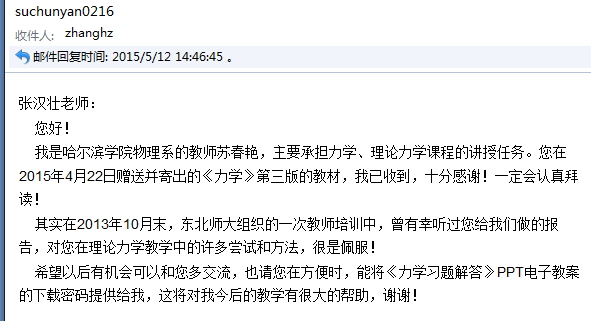 suchunyan0216
收件人： zhanghz
邮件回复时间: 2015/5/12 14:46:45 。
张汉壮老师：
您好！
我是哈尔滨学院物理系的教师苏春艳，主要承担力学、理论力学课程的讲授任务。您在
2015年4月22日赠送并寄出的《力学》第三版的教材，我已收到，十分感谢！一定会认真拜
读！
其实在2013年10月末，东北师大组织的一次教师培训中，曾有幸听过您给我们做的报
告，对您在理论力学教学中的许多尝试和方法，很是佩服！
希望以后有机会可以和您多交流，也请您在方便时，能将《力学习题解答》PPT电子教案
的下载密码提供给我，这将对我今后的教学有很大的帮助，谢谢！